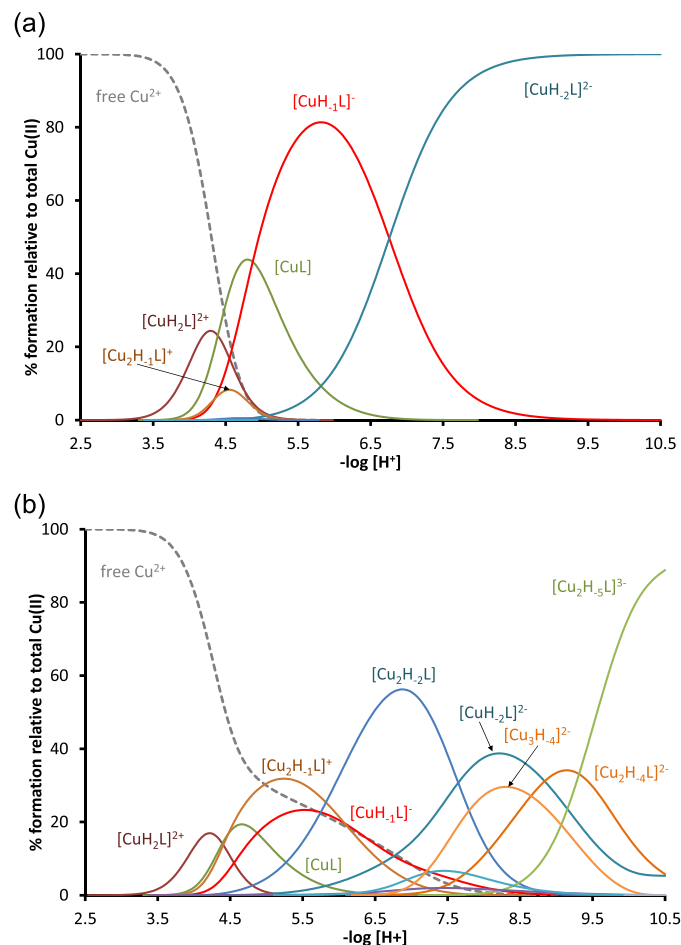 (a)
% formation relative to total Cu(II)
100
80
60
40
20
0
free Cu²⁺
[CuH₋₁L]⁻
[CuH₋₂L]²⁻
[CuL]
[CuH₂L]²⁺
[Cu₂H₋₁L]⁺
2.5 3.5 4.5 5.5 6.5 7.5 8.5 9.5 10.5
-log [H⁺]
(b)
% formation relative to total Cu(II)
100
80
60
40
20
0
free Cu²⁺
[Cu₂H₋₅L]³⁻
[Cu₂H₋₂L]
[CuH₋₂L]²⁻
[Cu₃H₋₄]²⁻
[Cu₂H₋₁L]⁺
[Cu₂H₋₄L]²⁻
[CuH₋₁L]⁻
[CuH₂L]²⁺
[CuL]
2.5 3.5 4.5 5.5 6.5 7.5 8.5 9.5 10.5
-log [H+]